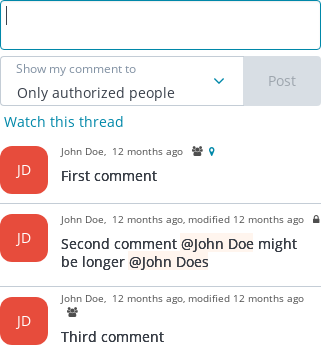 Show my comment to
Only authorized people
Post
Watch this thread
JD
John Doe, 12 months ago
First comment
JD
John Doe, 12 months ago, modified 12 months ago
Second comment @John Doe might
be longer @John Does
JD
John Doe, 12 months ago, modified 12 months ago
Third comment